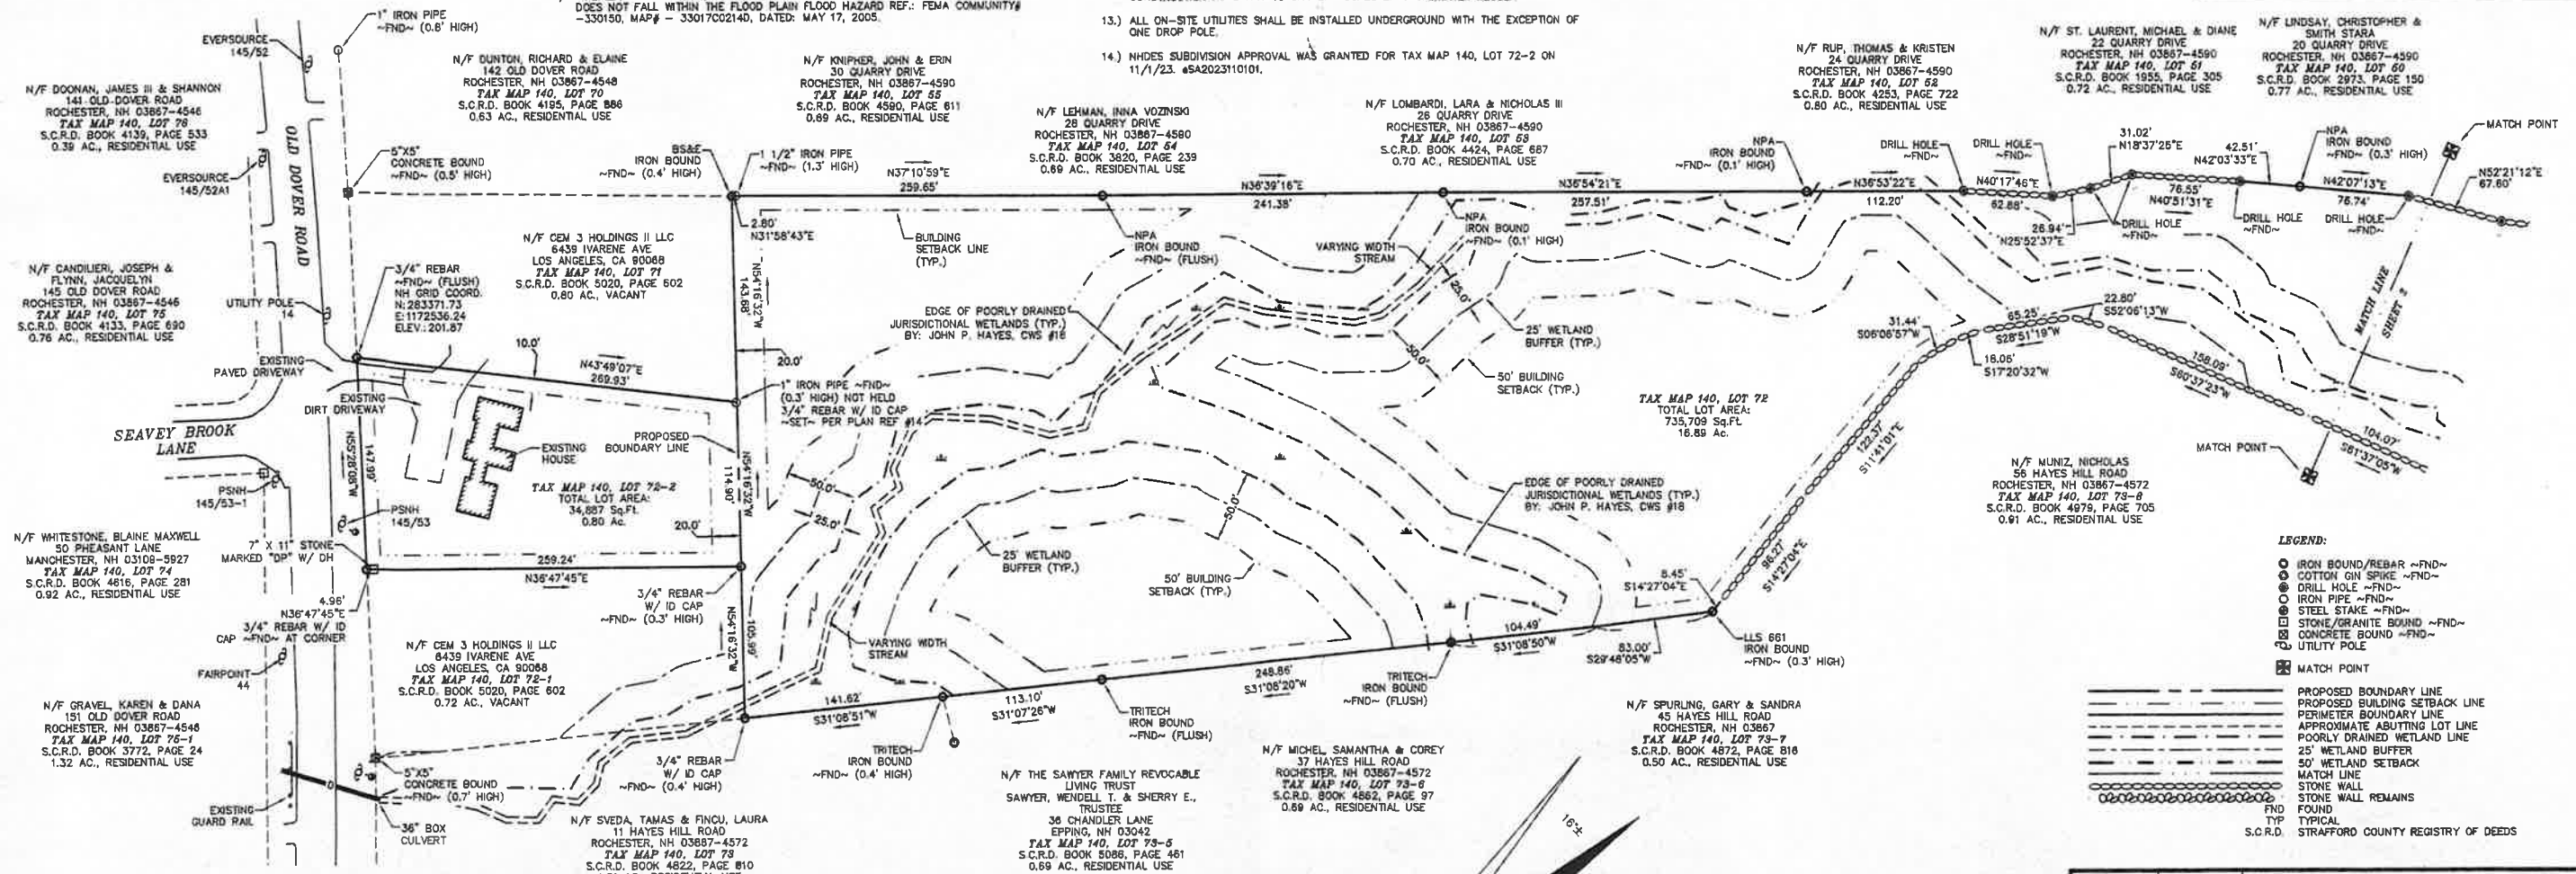 DOES NOT FALL WITHIN THE FLOOD PLAIN FLOOD HAZARD REF.: FEMA COMMUNITY#
-330150, MAP# - 33017C0214D, DATED: MAY 17, 2005.
13.) ALL ON-SITE UTILITIES SHALL BE INSTALLED UNDERGROUND WITH THE EXCEPTION OF
ONE DROP POLE.
14.) NHDES SUBDIVISION APPROVAL WAS GRANTED FOR TAX MAP 140, LOT 72-2 ON
11/1/23. #SA2023110101.
1" IRON PIPE
~FND~ (0.8' HIGH)
EVERSOURCE
145/52
N/F DOONAN, JAMES III & SHANNON
141 OLD DOVER ROAD
ROCHESTER, NH 03867-4546
TAX MAP 140, LOT 76
S.C.R.D. BOOK 4139, PAGE 533
0.39 AC., RESIDENTIAL USE
OLD DOVER ROAD
EVERSOURCE
145/52A1
5"X5"
CONCRETE BOUND
~FND~ (0.5' HIGH)
N/F DUNTON, RICHARD & ELAINE
142 OLD DOVER ROAD
ROCHESTER, NH 03867-4548
TAX MAP 140, LOT 70
S.C.R.D. BOOK 4195, PAGE 886
0.63 AC., RESIDENTIAL USE
BS&E
IRON BOUND
~FND~ (0.4' HIGH)
1 1/2" IRON PIPE
~FND~ (1.3' HIGH)
N/F KNIPHER, JOHN & ERIN
30 QUARRY DRIVE
ROCHESTER, NH 03867-4590
TAX MAP 140, LOT 55
S.C.R.D. BOOK 4590, PAGE 611
0.69 AC., RESIDENTIAL USE
N37°10'59"E
259.65'
N/F LEHMAN, INNA VOZINSKI
28 QUARRY DRIVE
ROCHESTER, NH 03867-4590
TAX MAP 140, LOT 54
S.C.R.D. BOOK 3820, PAGE 239
0.69 AC., RESIDENTIAL USE
N36°39'16"E
241.38'
N/F LOMBARDI, LARA & NICHOLAS III
26 QUARRY DRIVE
ROCHESTER, NH 03867-4590
TAX MAP 140, LOT 53
S.C.R.D. BOOK 4424, PAGE 687
0.70 AC., RESIDENTIAL USE
N36°54'21"E
257.51'
N/F RUP, THOMAS & KRISTEN
24 QUARRY DRIVE
ROCHESTER, NH 03867-4590
TAX MAP 140, LOT 52
S.C.R.D. BOOK 4253, PAGE 722
0.80 AC., RESIDENTIAL USE
NPA
IRON BOUND
~FND~ (0.1' HIGH)
N36°53'22"E
112.20'
DRILL HOLE
~FND~
DRILL HOLE
~FND~
N40°17'46"E
62.88'
N/F ST. LAURENT, MICHAEL & DIANE
22 QUARRY DRIVE
ROCHESTER, NH 03867-4590
TAX MAP 140, LOT 51
S.C.R.D. BOOK 1955, PAGE 305
0.72 AC., RESIDENTIAL USE
N/F LINDSAY, CHRISTOPHER &
SMITH STARA
20 QUARRY DRIVE
ROCHESTER, NH 03867-4590
TAX MAP 140, LOT 50
S.C.R.D. BOOK 2973, PAGE 150
0.77 AC., RESIDENTIAL USE
31.02'
N18°37'25"E
42.51'
N42°03'33"E
NPA
IRON BOUND
~FND~ (0.3' HIGH)
MATCH POINT
76.55'
N40°51'31"E
26.94'
N25°52'37"E
DRILL HOLE
~FND~
DRILL HOLE
~FND~
N42°07'13"E
76.74'
DRILL HOLE
~FND~
N52°21'12"E
67.60'
MATCH LINE
SHEET 2
N/F CANDILIERI, JOSEPH &
FLYNN, JACQUELYN
145 OLD DOVER ROAD
ROCHESTER, NH 03867-4546
TAX MAP 140, LOT 75
S.C.R.D. BOOK 4133, PAGE 690
0.76 AC., RESIDENTIAL USE
UTILITY POLE
14
3/4" REBAR
~FND~ (FLUSH)
NH GRID COORD.
N:283371.73
E:1172536.24
ELEV.:201.87
N/F CEM 3 HOLDINGS II LLC
6439 IVARENE AVE
LOS ANGELES, CA 90068
TAX MAP 140, LOT 71
S.C.R.D. BOOK 5020, PAGE 602
0.80 AC., VACANT
2.80'
N31°58'43"E
N54°16'32"W
143.68'
BUILDING
SETBACK LINE
(TYP.)
NPA
IRON BOUND
~FND~ (FLUSH)
VARYING WIDTH
STREAM
NPA
IRON BOUND
~FND~ (0.1' HIGH)
25.0'
EDGE OF POORLY DRAINED
JURISDICTIONAL WETLANDS (TYP.)
BY: JOHN P. HAYES, CWS #18
25' WETLAND
BUFFER (TYP.)
50.0'
50' BUILDING
SETBACK (TYP.)
EXISTING
PAVED DRIVEWAY
10.0'
N43°49'07"E
269.93'
20.0'
1" IRON PIPE ~FND~
(0.3' HIGH) NOT HELD
3/4" REBAR W/ ID CAP
~SET~ PER PLAN REF #14
EXISTING
DIRT DRIVEWAY
SEAVEY BROOK
LANE
N55°28'08"W
147.99'
EXISTING
HOUSE
PROPOSED
BOUNDARY LINE
N54°16'32"W
114.90'
TAX MAP 140, LOT 72-2
TOTAL LOT AREA:
34,887 Sq.Ft.
0.80 Ac.
20.0'
50.0'
25.0'
PSNH
145/53-1
PSNH
145/53
TAX MAP 140, LOT 72
TOTAL LOT AREA:
735,709 Sq.Ft.
16.89 Ac.
31.44'
S06°06'57"W
65.25'
S28°51'19"W
22.80'
S52°06'13"W
18.06'
S17°20'32"W
158.09'
S60°37'23"W
104.07'
S61°37'05"W
MATCH POINT
122.37'
S11°41'01"E
96.27'
S14°27'04"E
N/F MUNIZ, NICHOLAS
56 HAYES HILL ROAD
ROCHESTER, NH 03867-4572
TAX MAP 140, LOT 73-8
S.C.R.D. BOOK 4979, PAGE 705
0.91 AC., RESIDENTIAL USE
EDGE OF POORLY DRAINED
JURISDICTIONAL WETLANDS (TYP.)
BY: JOHN P. HAYES, CWS #18
50.0'
N/F WHITESTONE, BLAINE MAXWELL
50 PHEASANT LANE
MANCHESTER, NH 03109-5927
TAX MAP 140, LOT 74
S.C.R.D. BOOK 4616, PAGE 281
0.92 AC., RESIDENTIAL USE
7" X 11" STONE
MARKED "DP" W/ DH
259.24'
N36°47'45"E
4.96'
N36°47'45"E
3/4" REBAR W/ ID
CAP ~FND~ AT CORNER
3/4" REBAR
W/ ID CAP
~FND~ (0.3' HIGH)
N54°16'32"W
105.99'
25' WETLAND
BUFFER (TYP.)
50' BUILDING
SETBACK (TYP.)
8.45'
S14°27'04"E
VARYING WIDTH
STREAM
104.49'
S31°08'50"W
83.00'
S29°48'05"W
LLS 661
IRON BOUND
~FND~ (0.3' HIGH)
FAIRPOINT
44
N/F CEM 3 HOLDINGS II LLC
6439 IVARENE AVE
LOS ANGELES, CA 90068
TAX MAP 140, LOT 72-1
S.C.R.D. BOOK 5020, PAGE 602
0.72 AC., VACANT
N/F GRAVEL, KAREN & DANA
151 OLD DOVER ROAD
ROCHESTER, NH 03867-4546
TAX MAP 140, LOT 75-1
S.C.R.D. BOOK 3772, PAGE 24
1.32 AC., RESIDENTIAL USE
141.62'
S31°08'51"W
113.10'
S31°07'26"W
248.86'
S31°08'20"W
TRITECH
IRON BOUND
~FND~ (FLUSH)
TRITECH
IRON BOUND
~FND~ (FLUSH)
TRITECH
IRON BOUND
~FND~ (0.4' HIGH)
3/4" REBAR
W/ ID CAP
~FND~ (0.4' HIGH)
5"X5"
CONCRETE BOUND
~FND~ (0.7' HIGH)
EXISTING
GUARD RAIL
36" BOX
CULVERT
N/F SVEDA, TAMAS & FINCU, LAURA
11 HAYES HILL ROAD
ROCHESTER, NH 03867-4572
TAX MAP 140, LOT 73
S.C.R.D. BOOK 4822, PAGE 810
N/F THE SAWYER FAMILY REVOCABLE
LIVING TRUST
SAWYER, WENDELL T. & SHERRY E.,
TRUSTEE
36 CHANDLER LANE
EPPING, NH 03042
TAX MAP 140, LOT 73-5
S.C.R.D. BOOK 5086, PAGE 461
0.69 AC., RESIDENTIAL USE
N/F MICHEL, SAMANTHA & COREY
37 HAYES HILL ROAD
ROCHESTER, NH 03867-4572
TAX MAP 140, LOT 73-6
S.C.R.D. BOOK 4862, PAGE 97
0.69 AC., RESIDENTIAL USE
N/F SPURLING, GARY & SANDRA
45 HAYES HILL ROAD
ROCHESTER, NH 03867
TAX MAP 140, LOT 73-7
S.C.R.D. BOOK 4872, PAGE 816
0.50 AC., RESIDENTIAL USE
16°±
LEGEND:
IRON BOUND/REBAR ~FND~
COTTON GIN SPIKE ~FND~
DRILL HOLE ~FND~
IRON PIPE ~FND~
STEEL STAKE ~FND~
STONE/GRANITE BOUND ~FND~
CONCRETE BOUND ~FND~
UTILITY POLE
MATCH POINT
PROPOSED BOUNDARY LINE
PROPOSED BUILDING SETBACK LINE
PERIMETER BOUNDARY LINE
APPROXIMATE ABUTTING LOT LINE
POORLY DRAINED WETLAND LINE
25' WETLAND BUFFER
50' WETLAND SETBACK
MATCH LINE
STONE WALL
STONE WALL REMAINS
FND FOUND
TYP TYPICAL
S.C.R.D. STRAFFORD COUNTY REGISTRY OF DEEDS